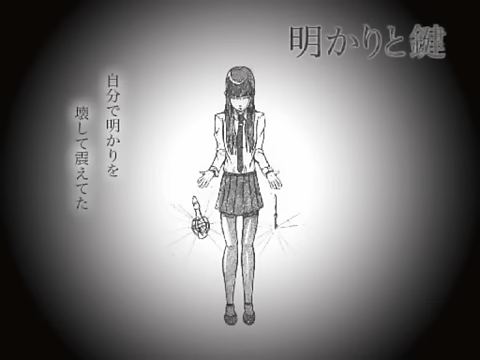 明かりと鍵
自分で明かりを
壊して震えてた